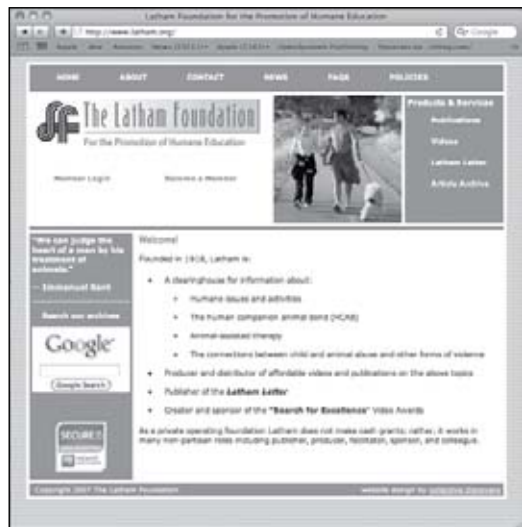 Latham Foundation for the Promotion of Humane Education
http://www.latham.org/
Google
HOME ABOUT CONTACT NEWS FAQS POLICIES
The Latham Foundation
For the Promotion of Humane Education
Member Login Become a Member
Products & Services
Publications
Videos
Latham Letter
Article Archive
"We can judge the
heart of a man by his
treatment of
animals."
— Immanuel Kant
Search our archives
Google
Google Search
SECURE
Welcome!
Founded in 1918, Latham is:
• A clearinghouse for information about:
• Humane issues and activities
• The human companion animal bond (HCAB)
• Animal-assisted therapy
• The connections between child and animal abuse and other forms of violence
• Producer and distributor of affordable videos and publications on the above topics
• Publisher of the Latham Letter
• Creator and sponsor of the "Search for Excellence" Video Awards
As a private operating foundation Latham does not make cash grants; rather, it works in
many non-partisan roles including publisher, producer, facilitator, sponsor, and colleague.
Copyright 2007 The Latham Foundation
website design by collective discovery